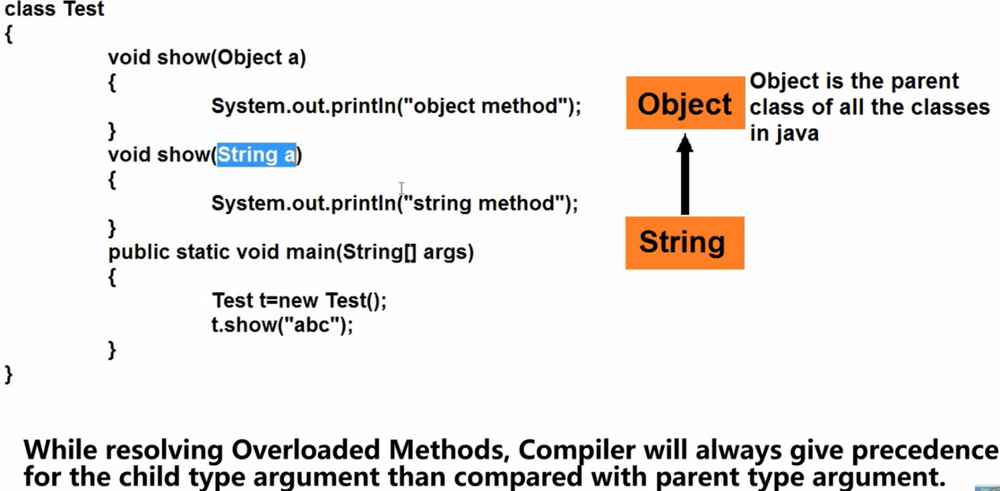 class Test
{
void show(Object a)
{
System.out.println("object method");
}
void show(String a)
{
System.out.println("string method");
}
public static void main(String[] args)
{
Test t=new Test();
t.show("abc");
}
}
Object
Object is the parent
class of all the classes
in java
String
While resolving Overloaded Methods, Compiler will always give precedence
for the child type argument than compared with parent type argument.